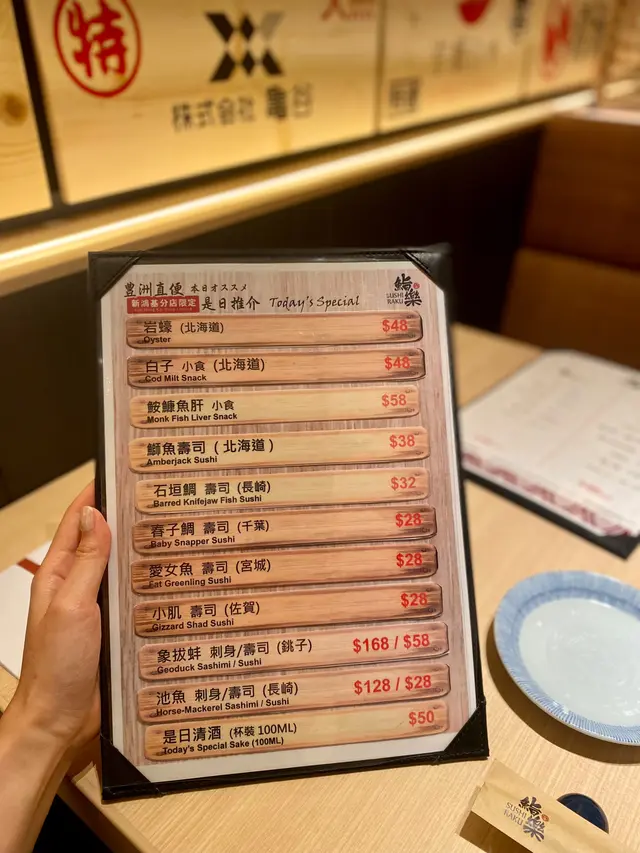 特
株式会社 亀谷
豊洲直便 本日オススメ
新鴻基分店限定 是日推介 Today's Special
鮨樂
SUSHI
RAKU
岩蠔 (北海道) $48
Oyster
白子 小食 (北海道) $48
Cod Milt Snack
鮟鱇魚肝 小食 $58
Monk Fish Liver Snack
鰤魚壽司 (北海道) $38
Amberjack Sushi
石垣鯛 壽司 (長崎) $32
Barred Knifejaw Fish Sushi
春子鯛 壽司 (千葉) $28
Baby Snapper Sushi
愛女魚 壽司 (宮城) $28
Fat Greenling Sushi
小肌 壽司 (佐賀) $28
Gizzard Shad Sushi
象拔蚌 刺身/壽司 (銚子) $168 / $58
Geoduck Sashimi / Sushi
池魚 刺身/壽司 (長崎) $128 / $28
Horse-Mackerel Sashimi / Sushi
是日清酒 (杯裝 100ML) $50
Today's Special Sake (100ML)
SUSHI
RAKU
鮨樂